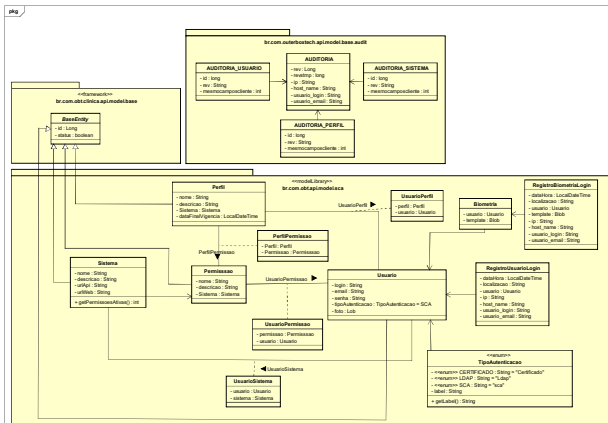 pkg
br.com.outerboxtech.api.model.base.audit
AUDITORIA
- rev : Long
- revstmp : long
- ip : String
- host_name : String
- usuario_login : String
- usuario_email : String
AUDITORIA_USUARIO
- id : long
- rev : String
- mesmocamposcliente : int
AUDITORIA_SISTEMA
- id : long
- rev : String
- mesmocamposcliente : int
AUDITORIA_PERFIL
- id : long
- rev : String
- mesmocamposcliente : int
<<framework>>
br.com.obt.clinica.api.model.base
BaseEntity
- id : Long
- status : boolean
<<modelLibrary>>
br.com.obt.api.model.sca
Perfil
- nome : String
- descricao : String
- Sistema : Sistema
- dataFinalVigencia : LocalDateTime
UsuarioPerfil
UsuarioPerfil
- perfil : Perfil
- usuario : Usuario
Biometria
- usuario : Usuario
- template : Blob
RegistroBiometriaLogin
- dataHora : LocalDateTime
- localizacao : String
- usuario : Usuario
- template : Blob
- ip : String
- host_name : String
- usuario_login : String
- usuario_email : String
PerfilPermissao
- Perfil : Perfil
- Permissao : Permissao
PerfilPermissao
Sistema
- nome : String
- descricao : String
- urlApi : String
- urlWeb : String
+ getPermissoesAtivas() : int
Permissao
- nome : String
- descricao : String
- Sistema : Sistema
UsuarioPermissao
Usuario
- login : String
- email : String
- senha : String
- tipoAutenticacao : TipoAutenticacao = SCA
- foto : Lob
RegistroUsuarioLogin
- dataHora : LocalDateTime
- localizacao : String
- usuario : Usuario
- ip : String
- host_name : String
- usuario_login : String
- usuario_email : String
UsuarioPermissao
- permissao : Permissao
- usuario : Usuario
UsuarioSistema
UsuarioSistema
- usuario : Usuario
- sistema : Sistema
<<enum>>
TipoAutenticacao
- <<enum>> CERTIFICADO : String = "Certificado"
- <<enum>> LDAP : String = "Ldap"
- <<enum>> SCA : String = "sca"
- label : String
+ getLabel() : String